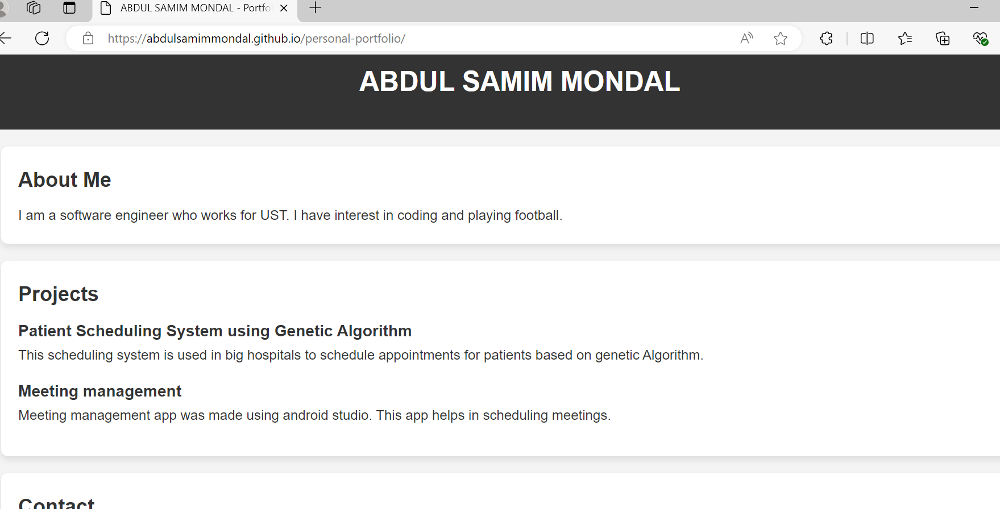 ABDUL SAMIM MONDAL - Portfo
https://abdulsamimmondal.github.io/personal-portfolio/
ABDUL SAMIM MONDAL
About Me
I am a software engineer who works for UST. I have interest in coding and playing football.
Projects
Patient Scheduling System using Genetic Algorithm
This scheduling system is used in big hospitals to schedule appointments for patients based on genetic Algorithm.
Meeting management
Meeting management app was made using android studio. This app helps in scheduling meetings.
Contact